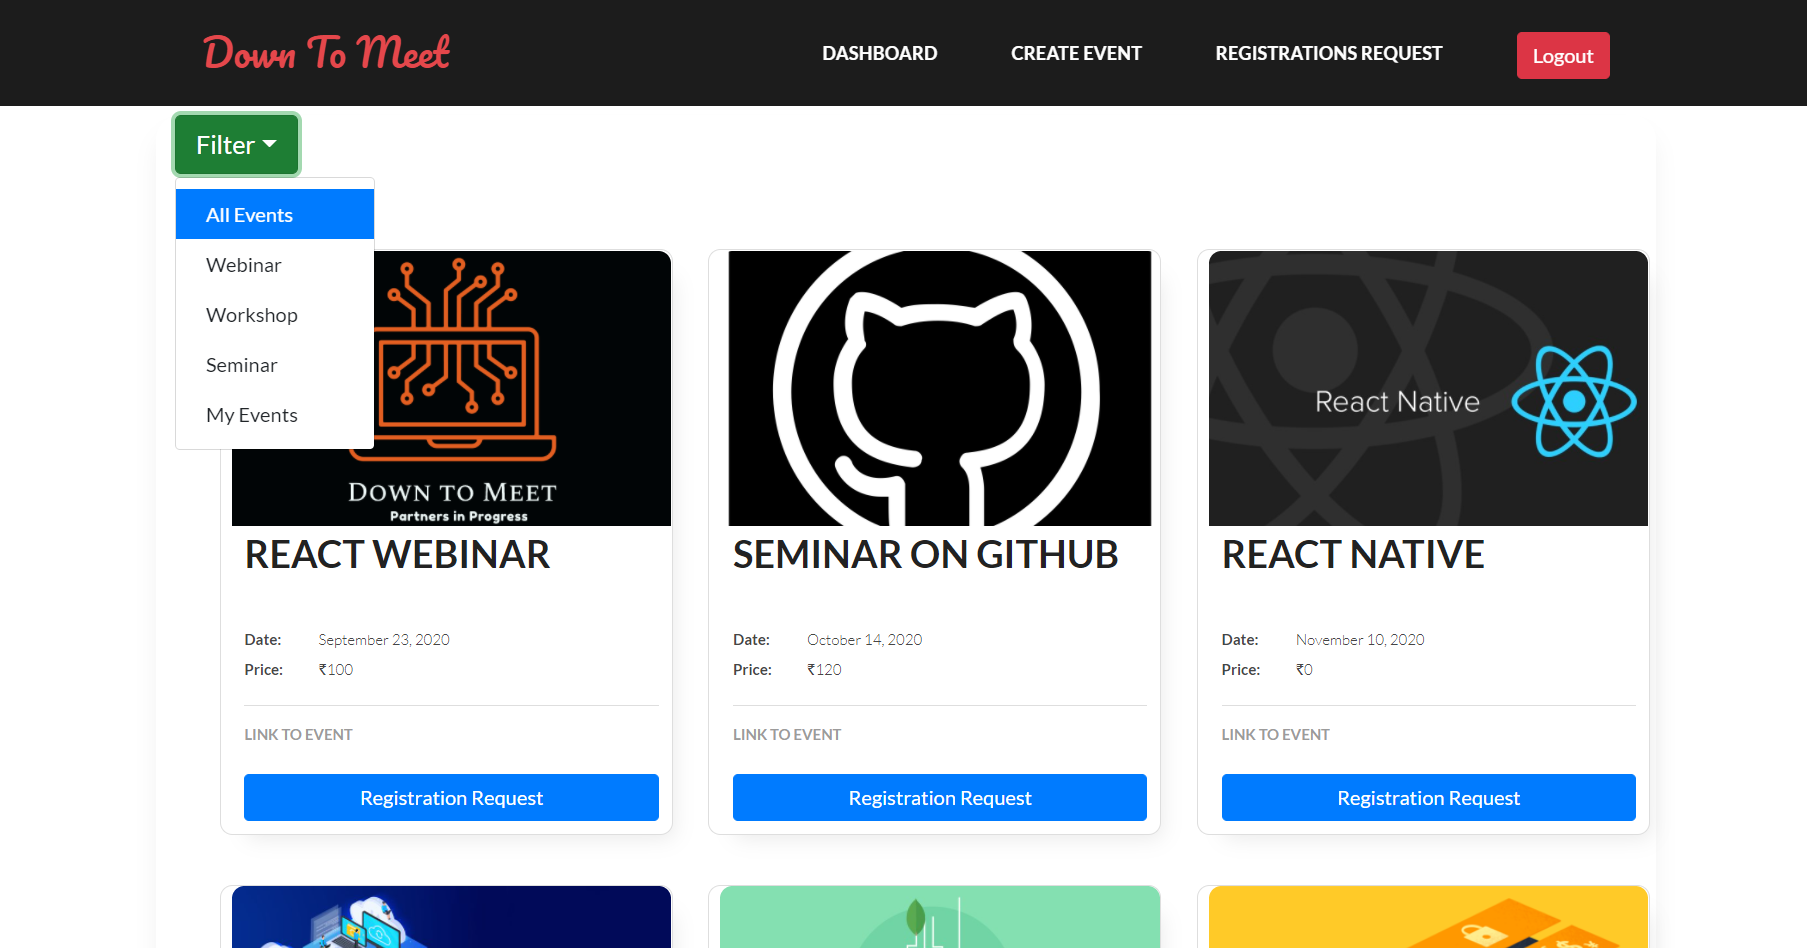 Down To Meet
DASHBOARD
CREATE EVENT
REGISTRATIONS REQUEST
Logout
Filter
All Events
Webinar
Workshop
Seminar
My Events
DOWN TO MEET
Partners in Progress
React Native
REACT WEBINAR
Date: September 23, 2020
Price: ₹100
LINK TO EVENT
Registration Request
SEMINAR ON GITHUB
Date: October 14, 2020
Price: ₹120
LINK TO EVENT
Registration Request
REACT NATIVE
Date: November 10, 2020
Price: ₹0
LINK TO EVENT
Registration Request